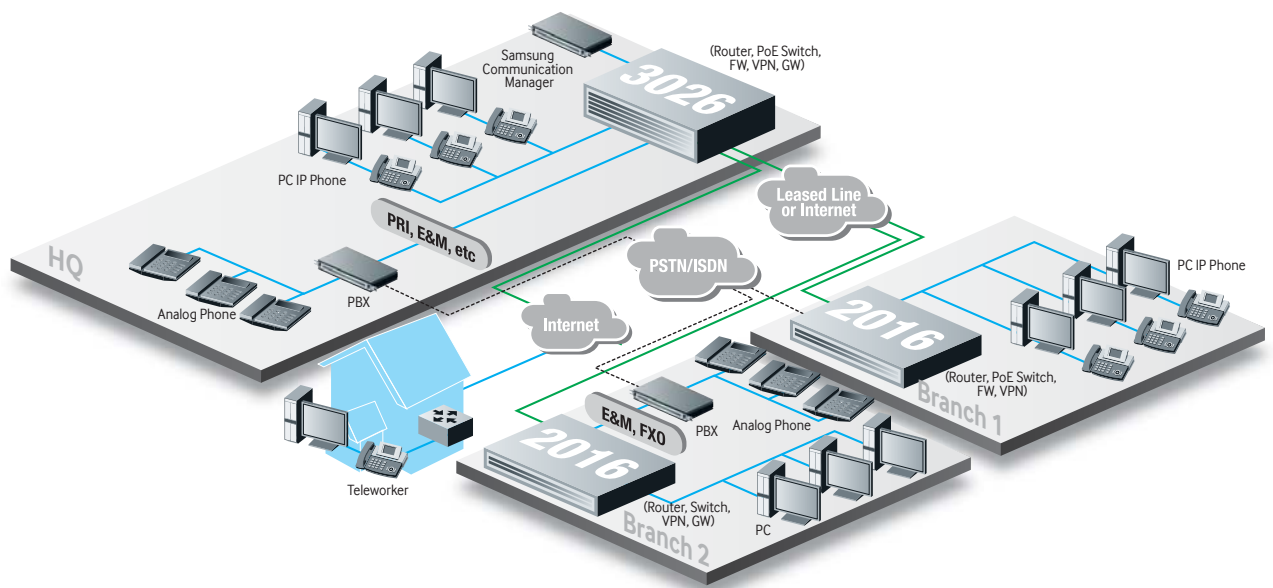 Samsung
Communication
Manager
3026
(Router, PoE Switch,
FW, VPN, GW)
PC IP Phone
PRI, E&M, etc
HQ
Analog Phone
PBX
Leased Line
or Internet
PSTN/ISDN
Internet
PC IP Phone
2016
(Router, PoE Switch,
FW, VPN)
Branch 1
Teleworker
E&M, FXO
PBX
Analog Phone
2016
(Router, Switch,
VPN, GW)
PC
Branch 2